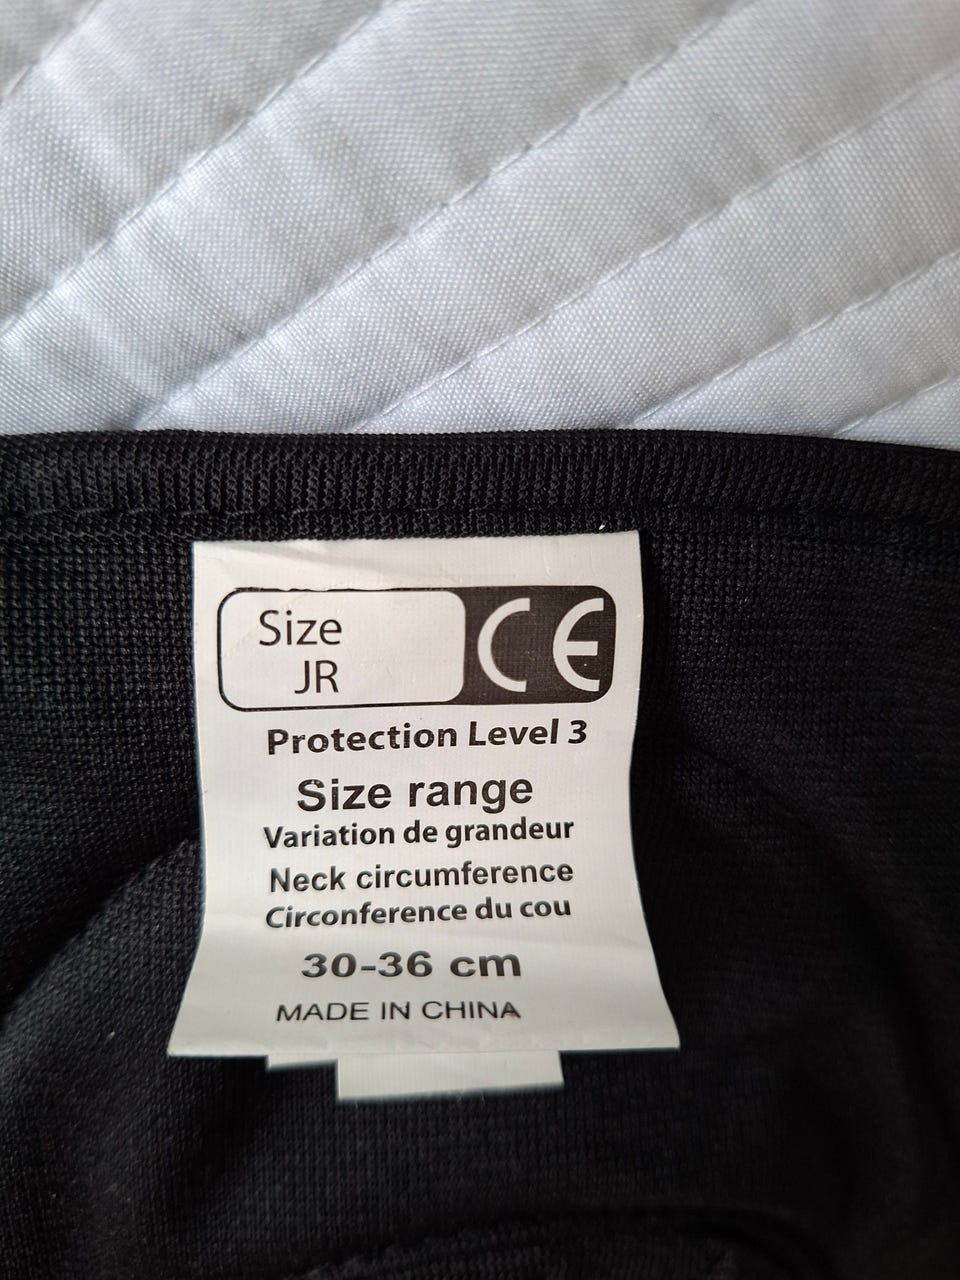 Size
JR
CE
Protection Level 3
Size range
Variation de grandeur
Neck circumference
Circonference du cou
30-36 cm
MADE IN CHINA